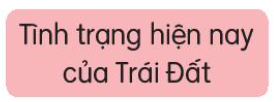 Tình trạng hiện nay
của Trái Đất